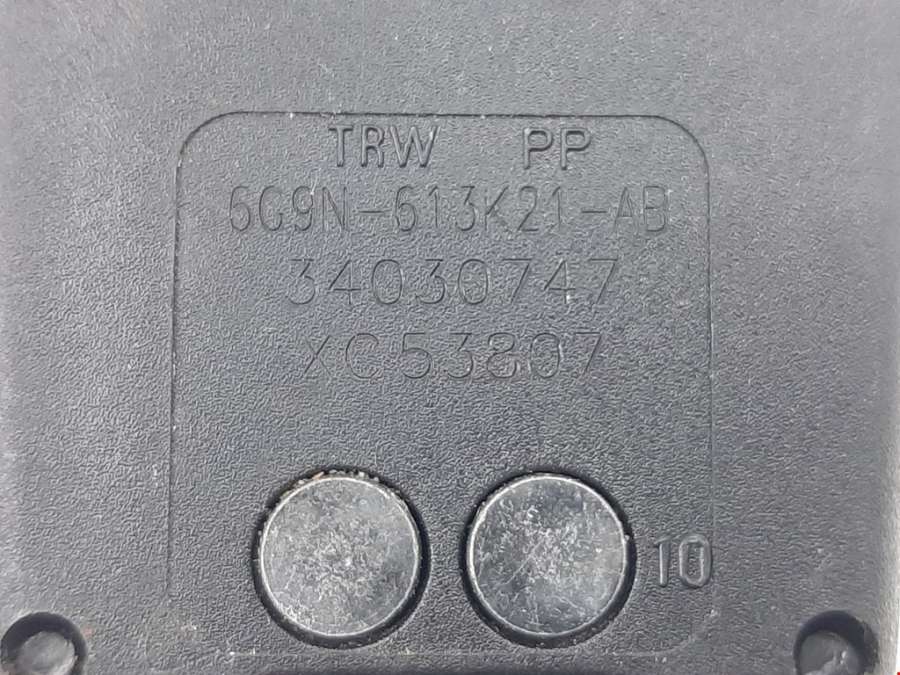 TRW PP
6G9N-613K21-AB
34030747
XC53807
10